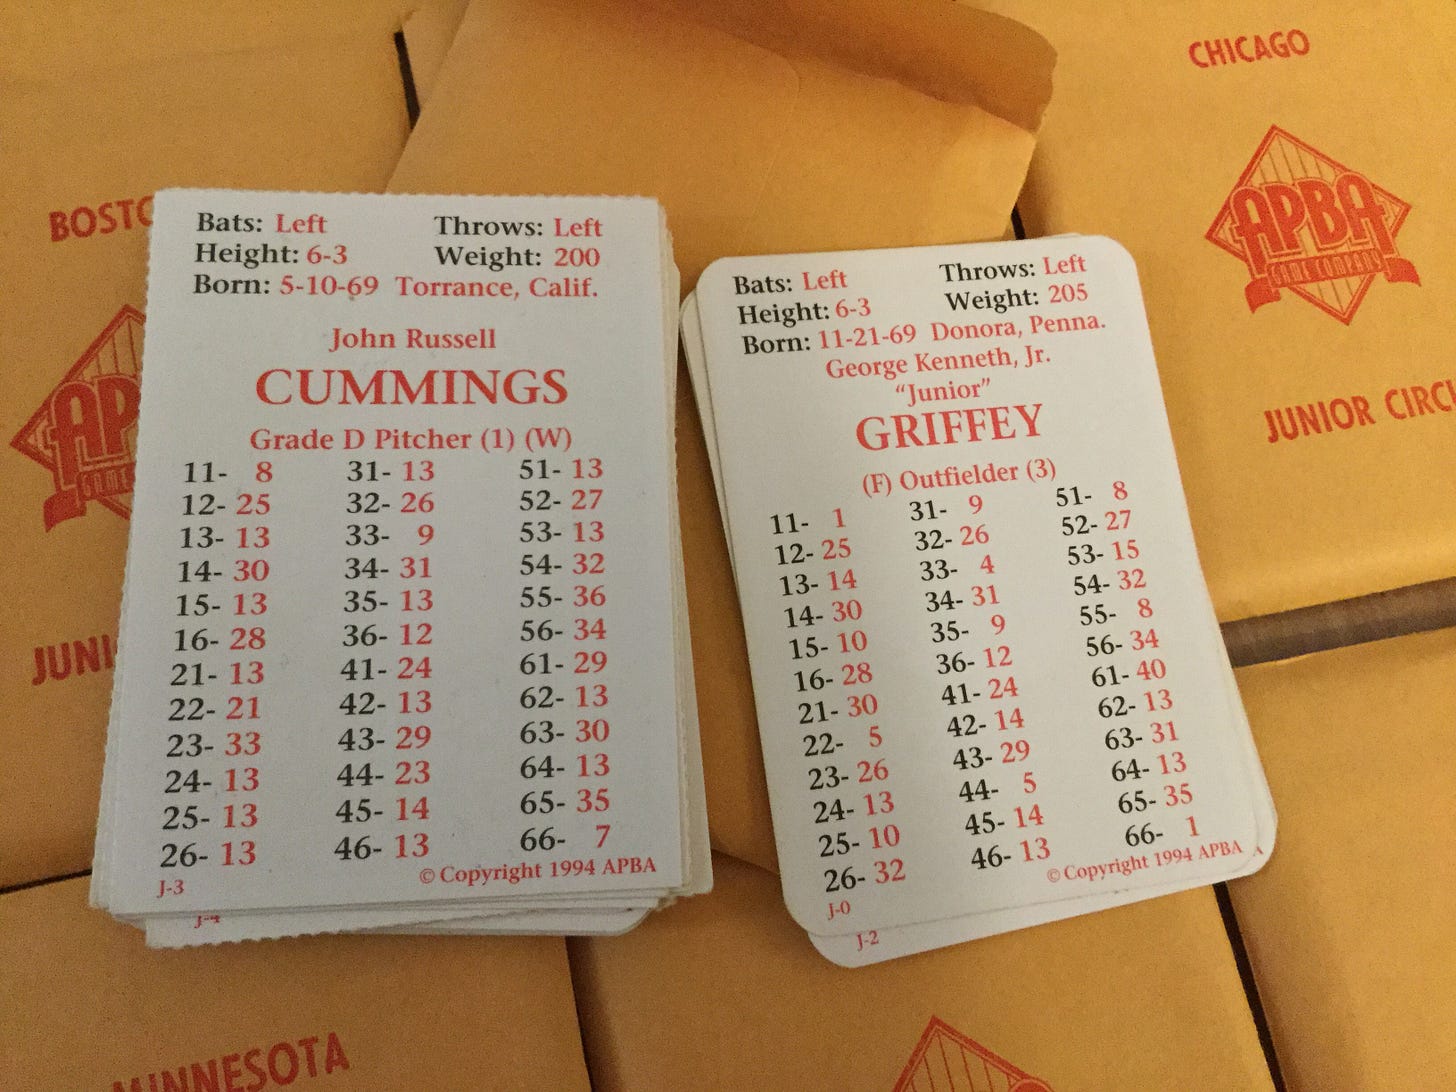 CHICAGO
APBA
GAME COMPANY
JUNIOR
BOSTO
AP
JUNI
Bats: Left Throws: Left
Height: 6-3 Weight: 200
Born: 5-10-69 Torrance, Calif.
John Russell
CUMMINGS
Grade D Pitcher (1) (W)
11- 8 31- 13 51- 13
12- 25 32- 26 52- 27
13- 13 33- 9 53- 13
14- 30 34- 31 54- 32
15- 13 35- 13 55- 36
16- 28 36- 12 56- 34
21- 13 41- 24 61- 29
22- 21 42- 13 62- 13
23- 33 43- 29 63- 30
24- 13 44- 23 64- 13
25- 13 45- 14 65- 35
26- 13 46- 13 66- 7
© Copyright 1994 APBA
J-3
J-4
Bats: Left Throws: Left
Height: 6-3 Weight: 205
Born: 11-21-69 Donora, Penna.
George Kenneth, Jr.
“Junior”
GRIFFEY
(F) Outfielder (3)
11- 1 31- 9 51- 8
12- 25 32- 26 52- 27
13- 14 33- 4 53- 15
14- 30 34- 31 54- 32
15- 10 35- 9 55- 8
16- 28 36- 12 56- 34
21- 30 41- 24 61- 40
22- 5 42- 14 62- 13
23- 26 43- 29 63- 31
24- 13 44- 5 64- 13
25- 10 45- 14 65- 35
26- 32 46- 13 66- 1
© Copyright 1994 APBA
J-0
J-2
MINNESOTA